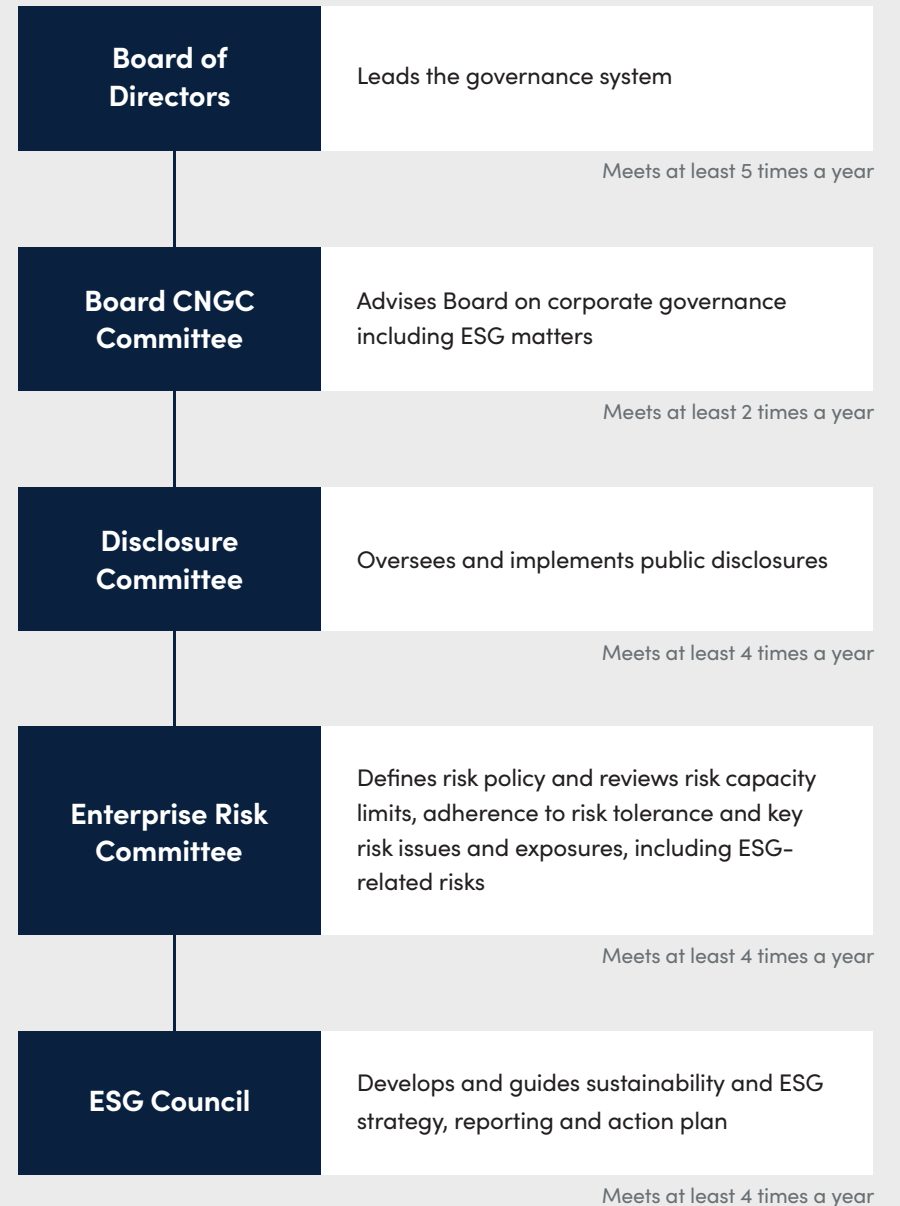 Board of
Directors
Leads the governance system
Meets at least 5 times a year
Board CNGC
Committee
Advises Board on corporate governance
including ESG matters
Meets at least 2 times a year
Disclosure
Committee
Oversees and implements public disclosures
Meets at least 4 times a year
Enterprise Risk
Committee
Defines risk policy and reviews risk capacity
limits, adherence to risk tolerance and key
risk issues and exposures, including ESG-
related risks
Meets at least 4 times a year
ESG Council
Develops and guides sustainability and ESG
strategy, reporting and action plan
Meets at least 4 times a year